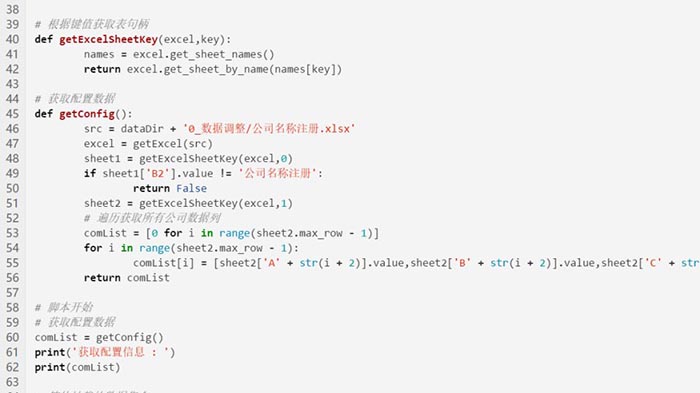 38
39 # 根据键值获取表句柄
40 def getExcelSheetKey(excel,key):
41 names = excel.get_sheet_names()
42 return excel.get_sheet_by_name(names[key])
43
44 # 获取配置数据
45 def getConfig():
46 src = dataDir + '0_数据调整/公司名称注册.xlsx'
47 excel = getExcel(src)
48 sheet1 = getExcelSheetKey(excel,0)
49 if sheet1['B2'].value != '公司名称注册':
50 return False
51 sheet2 = getExcelSheetKey(excel,1)
52 # 遍历获取所有公司数据列
53 comList = [0 for i in range(sheet2.max_row - 1)]
54 for i in range(sheet2.max_row - 1):
55 comList[i] = [sheet2['A' + str(i + 2)].value,sheet2['B' + str(i + 2)].value,sheet2['C' + str
56 return comList
57
58 # 脚本开始
59 # 获取配置数据
60 comList = getConfig()
61 print('获取配置信息 : ')
62 print(comList)
63